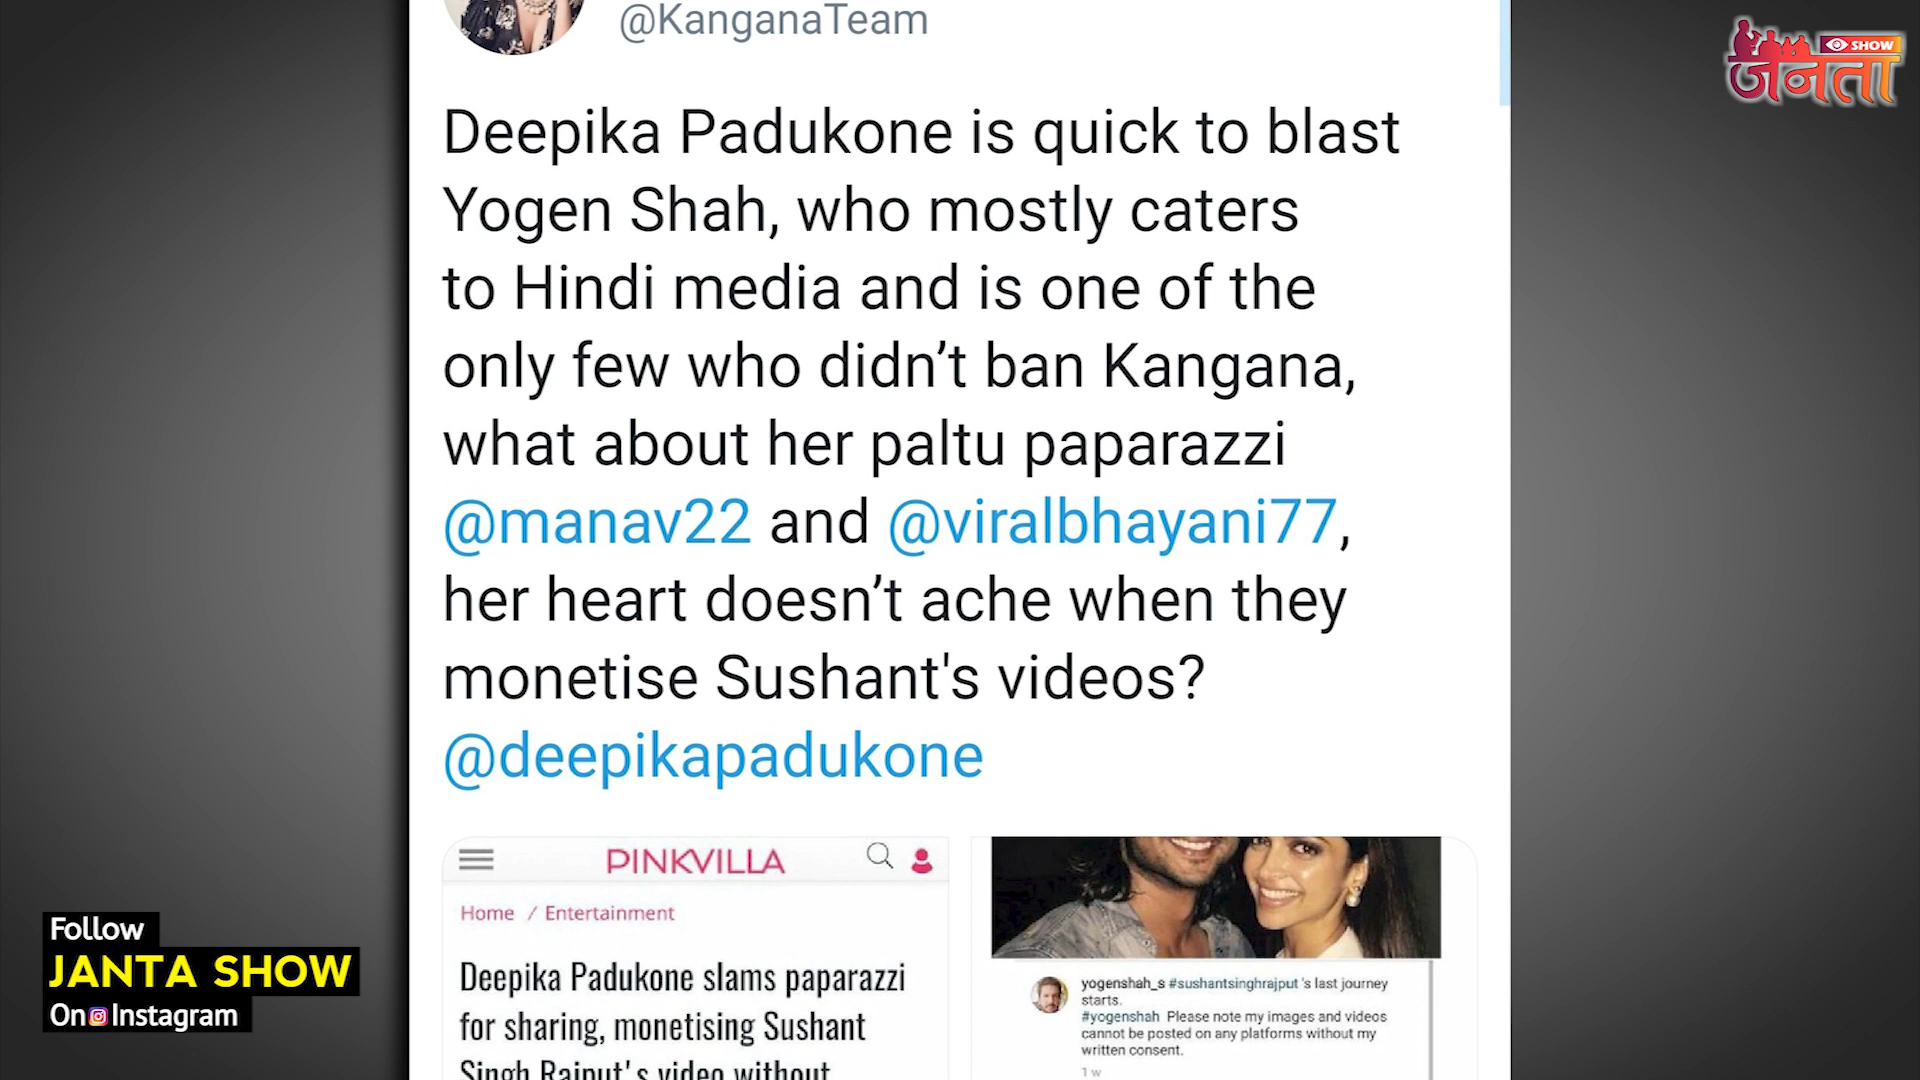 @KanganaTeam
SHOW
जनता
Deepika Padukone is quick to blast
Yogen Shah, who mostly caters
to Hindi media and is one of the
only few who didn’t ban Kangana,
what about her paltu paparazzi
@manav22 and @viralbhayani77,
her heart doesn’t ache when they
monetise Sushant's videos?
@deepikapadukone
PINKVILLA
Home / Entertainment
Deepika Padukone slams paparazzi
for sharing, monetising Sushant
Singh Rajput's video without
yogenshah_s #sushantsinghrajput 's last journey
starts.
#yogenshah Please note my images and videos
cannot be posted on any platforms without my
written consent.
1 w
Follow
JANTA SHOW
On Instagram